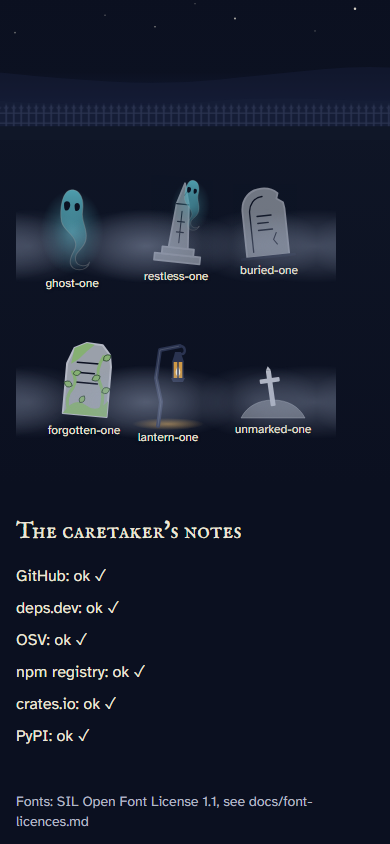 ghost-one
restless-one
buried-one
forgotten-one
lantern-one
unmarked-one
The caretaker's notes
GitHub: ok ✓
deps.dev: ok ✓
OSV: ok ✓
npm registry: ok ✓
crates.io: ok ✓
PyPI: ok ✓
Fonts: SIL Open Font License 1.1, see docs/font-
licences.md